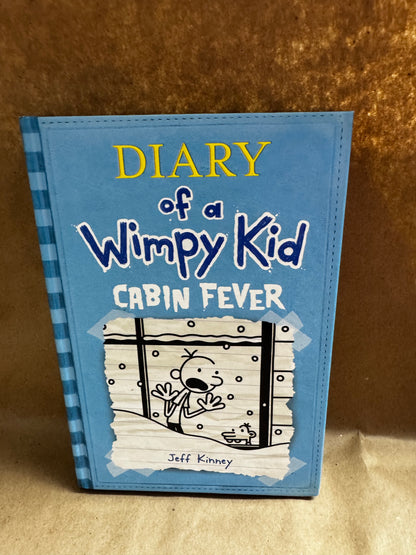 DIARY
of a
Wimpy Kid
CABIN FEVER
Jeff Kinney